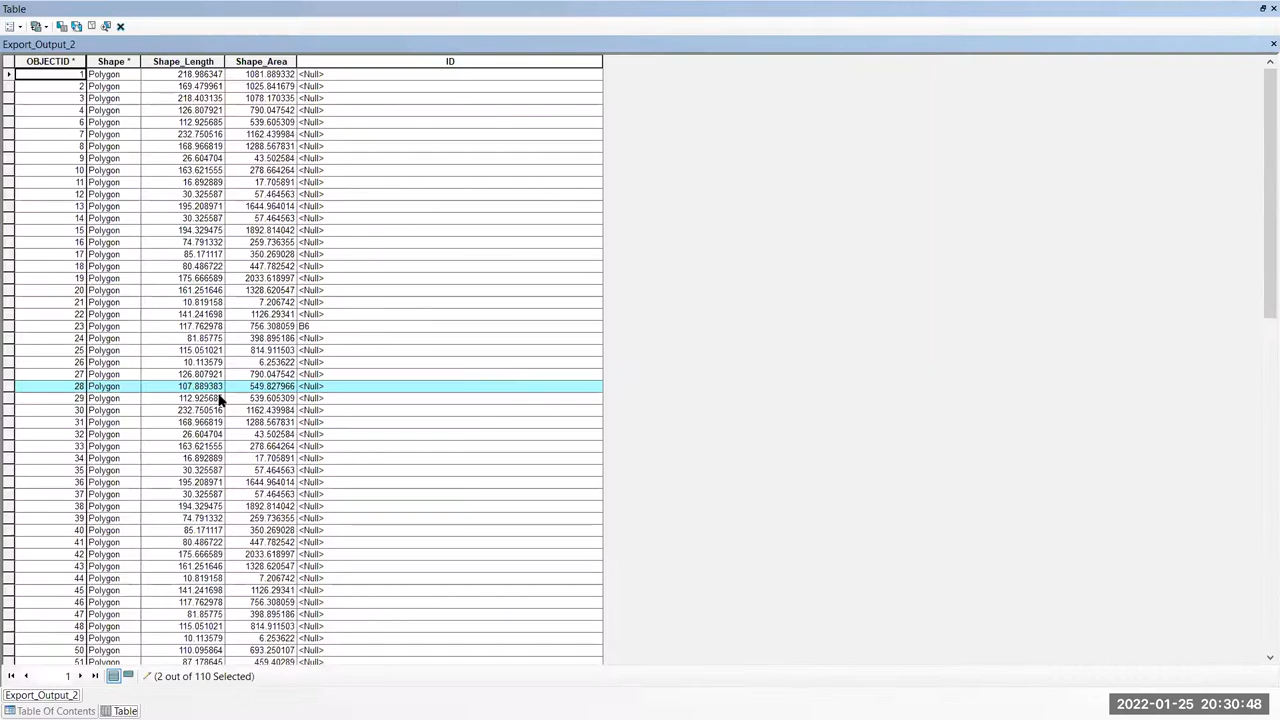 Table
Export_Output_2
OBJECTID * Shape * Shape_Length Shape_Area ID
1 Polygon 218.986347 1081.889332 <Null>
2 Polygon 169.479961 1025.841679 <Null>
3 Polygon 218.403135 1078.170335 <Null>
4 Polygon 126.807921 790.047542 <Null>
6 Polygon 112.925685 539.605309 <Null>
7 Polygon 232.750516 1162.439984 <Null>
8 Polygon 168.966819 1288.567831 <Null>
9 Polygon 26.604704 43.502584 <Null>
10 Polygon 163.621555 278.664264 <Null>
11 Polygon 16.892889 17.705891 <Null>
12 Polygon 30.325587 57.464563 <Null>
13 Polygon 195.208971 1644.964014 <Null>
14 Polygon 30.325587 57.464563 <Null>
15 Polygon 194.329475 1892.814042 <Null>
16 Polygon 74.791332 259.736355 <Null>
17 Polygon 85.171117 350.269028 <Null>
18 Polygon 80.486722 447.782542 <Null>
19 Polygon 175.666589 2033.618997 <Null>
20 Polygon 161.251646 1328.620547 <Null>
21 Polygon 10.819158 7.206742 <Null>
22 Polygon 141.241698 1126.29341 <Null>
23 Polygon 117.762978 756.308059 B6
24 Polygon 81.85775 398.895186 <Null>
25 Polygon 115.051021 814.911503 <Null>
26 Polygon 10.113579 6.253622 <Null>
27 Polygon 126.807921 790.047542 <Null>
28 Polygon 107.889383 549.827966 <Null>
29 Polygon 112.925685 539.605309 <Null>
30 Polygon 232.750516 1162.439984 <Null>
31 Polygon 168.966819 1288.567831 <Null>
32 Polygon 26.604704 43.502584 <Null>
33 Polygon 163.621555 278.664264 <Null>
34 Polygon 16.892889 17.705891 <Null>
35 Polygon 30.325587 57.464563 <Null>
36 Polygon 195.208971 1644.964014 <Null>
37 Polygon 30.325587 57.464563 <Null>
38 Polygon 194.329475 1892.814042 <Null>
39 Polygon 74.791332 259.736355 <Null>
40 Polygon 85.171117 350.269028 <Null>
41 Polygon 80.486722 447.782542 <Null>
42 Polygon 175.666589 2033.618997 <Null>
43 Polygon 161.251646 1328.620547 <Null>
44 Polygon 10.819158 7.206742 <Null>
45 Polygon 141.241698 1126.29341 <Null>
46 Polygon 117.762978 756.308059 <Null>
47 Polygon 81.85775 398.895186 <Null>
48 Polygon 115.051021 814.911503 <Null>
49 Polygon 10.113579 6.253622 <Null>
50 Polygon 110.095864 693.250107 <Null>
51 Polygon 87.178645 459.40289 <Null>
1 (2 out of 110 Selected)
Export_Output_2
Table Of Contents Table
2022-01-25 20:30:48